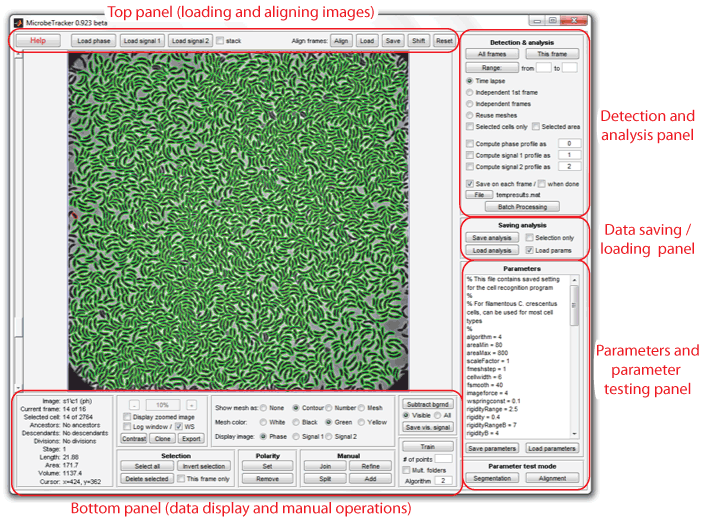 Top panel (loading and aligning images)
MicrobeTracker 0.923 beta
Help
Load phase
Load signal 1
Load signal 2
stack
Align frames:
Align
Load
Save
Shift
Reset
Detection & analysis
All frames
This frame
Range:
from
to
Time lapse
Independent 1st frame
Independent frames
Reuse meshes
Selected cells only
Selected area
Compute phase profile as
0
Compute signal 1 profile as
1
Compute signal 2 profile as
2
Save on each frame /
when done
File
tempresults.mat
Batch Processing
Detection and
analysis panel
Saving analysis
Save analysis
Selection only
Load analysis
Load params
Data saving /
loading panel
Parameters
% This file contains saved setting
for the cell recognition program
%
% For filamentous C. crescentus
cells, can be used for most cell
types
%
algorithm = 4
areaMin = 80
areaMax = 800
scaleFactor = 1
fmeshstep = 1
cellwidth = 6
fsmooth = 40
imageforce = 4
wspringconst = 0.1
rigidityRange = 2.5
rigidity = 0.4
rigidityRangeB = 7
rigidityB = 4
Save parameters
Load parameters
Parameter test mode
Segmentation
Alignment
Parameters and
parameter
testing panel
Image: s1\c1 (ph)
Current frame: 14 of 16
Selected cell: 14 of 2764
Ancestors: No ancestors
Descendants: No descendants
Divisions: No divisions
Stage: 1
Length: 21.88
Area: 171.7
Volume: 1137.4
Cursor: x=424, y=362
-
10%
+
Display zoomed image
Log window /
WS
Contrast
Clone
Export
Show mesh as:
None
Contour
Number
Mesh
Mesh color:
White
Black
Green
Yellow
Display image:
Phase
Signal 1
Signal 2
Subtract bgrnd
Visible
All
Save vis. signal
Selection
Select all
Invert selection
Delete selected
This frame only
Polarity
Set
Remove
Manual
Join
Refine
Split
Add
Train
# of points
Mult. folders
Algorithm
2
Bottom panel (data display and manual operations)